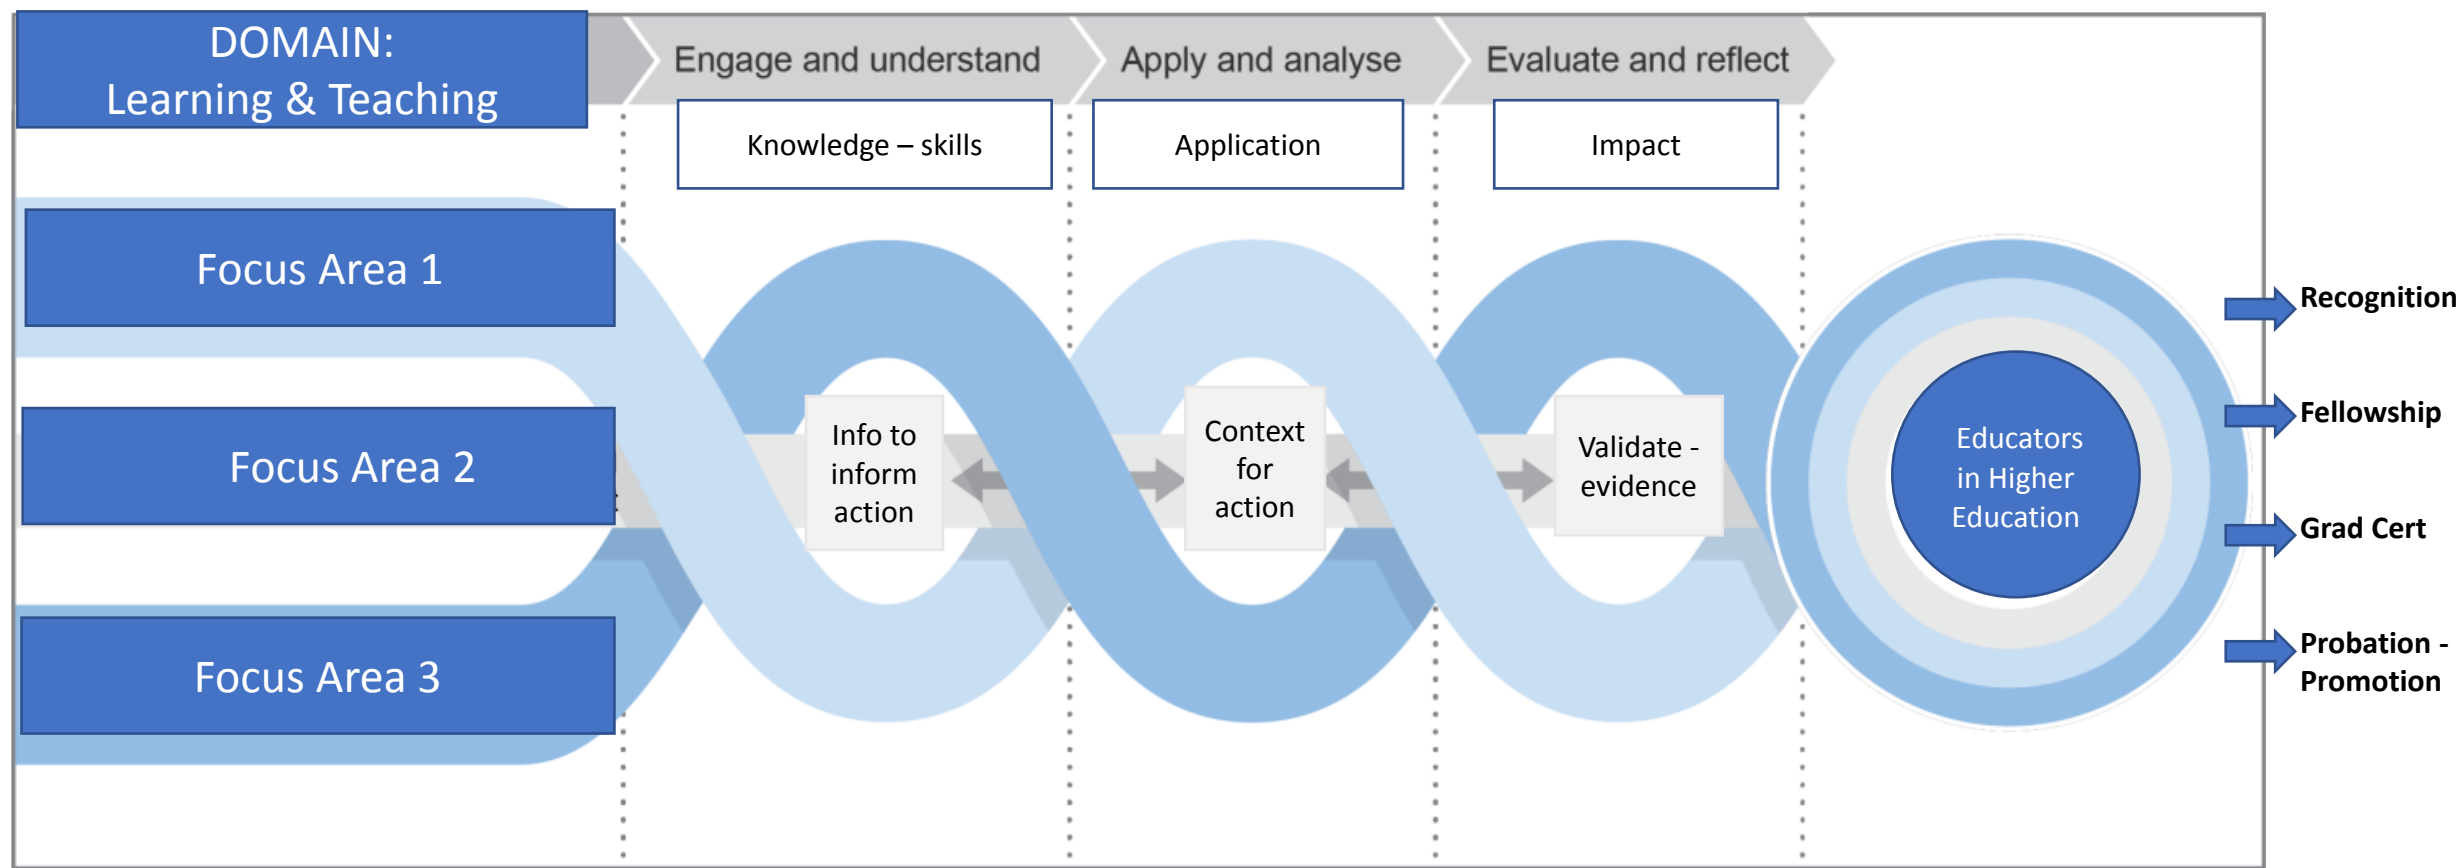 DOMAIN:
Learning & Teaching
Engage and understand
Apply and analyse
Evaluate and reflect
Knowledge – skills
Application
Impact
Focus Area 1
Focus Area 2
Focus Area 3
Info to
inform
action
Context
for
action
Validate -
evidence
Educators
in Higher
Education
Recognition
Fellowship
Grad Cert
Probation -
Promotion